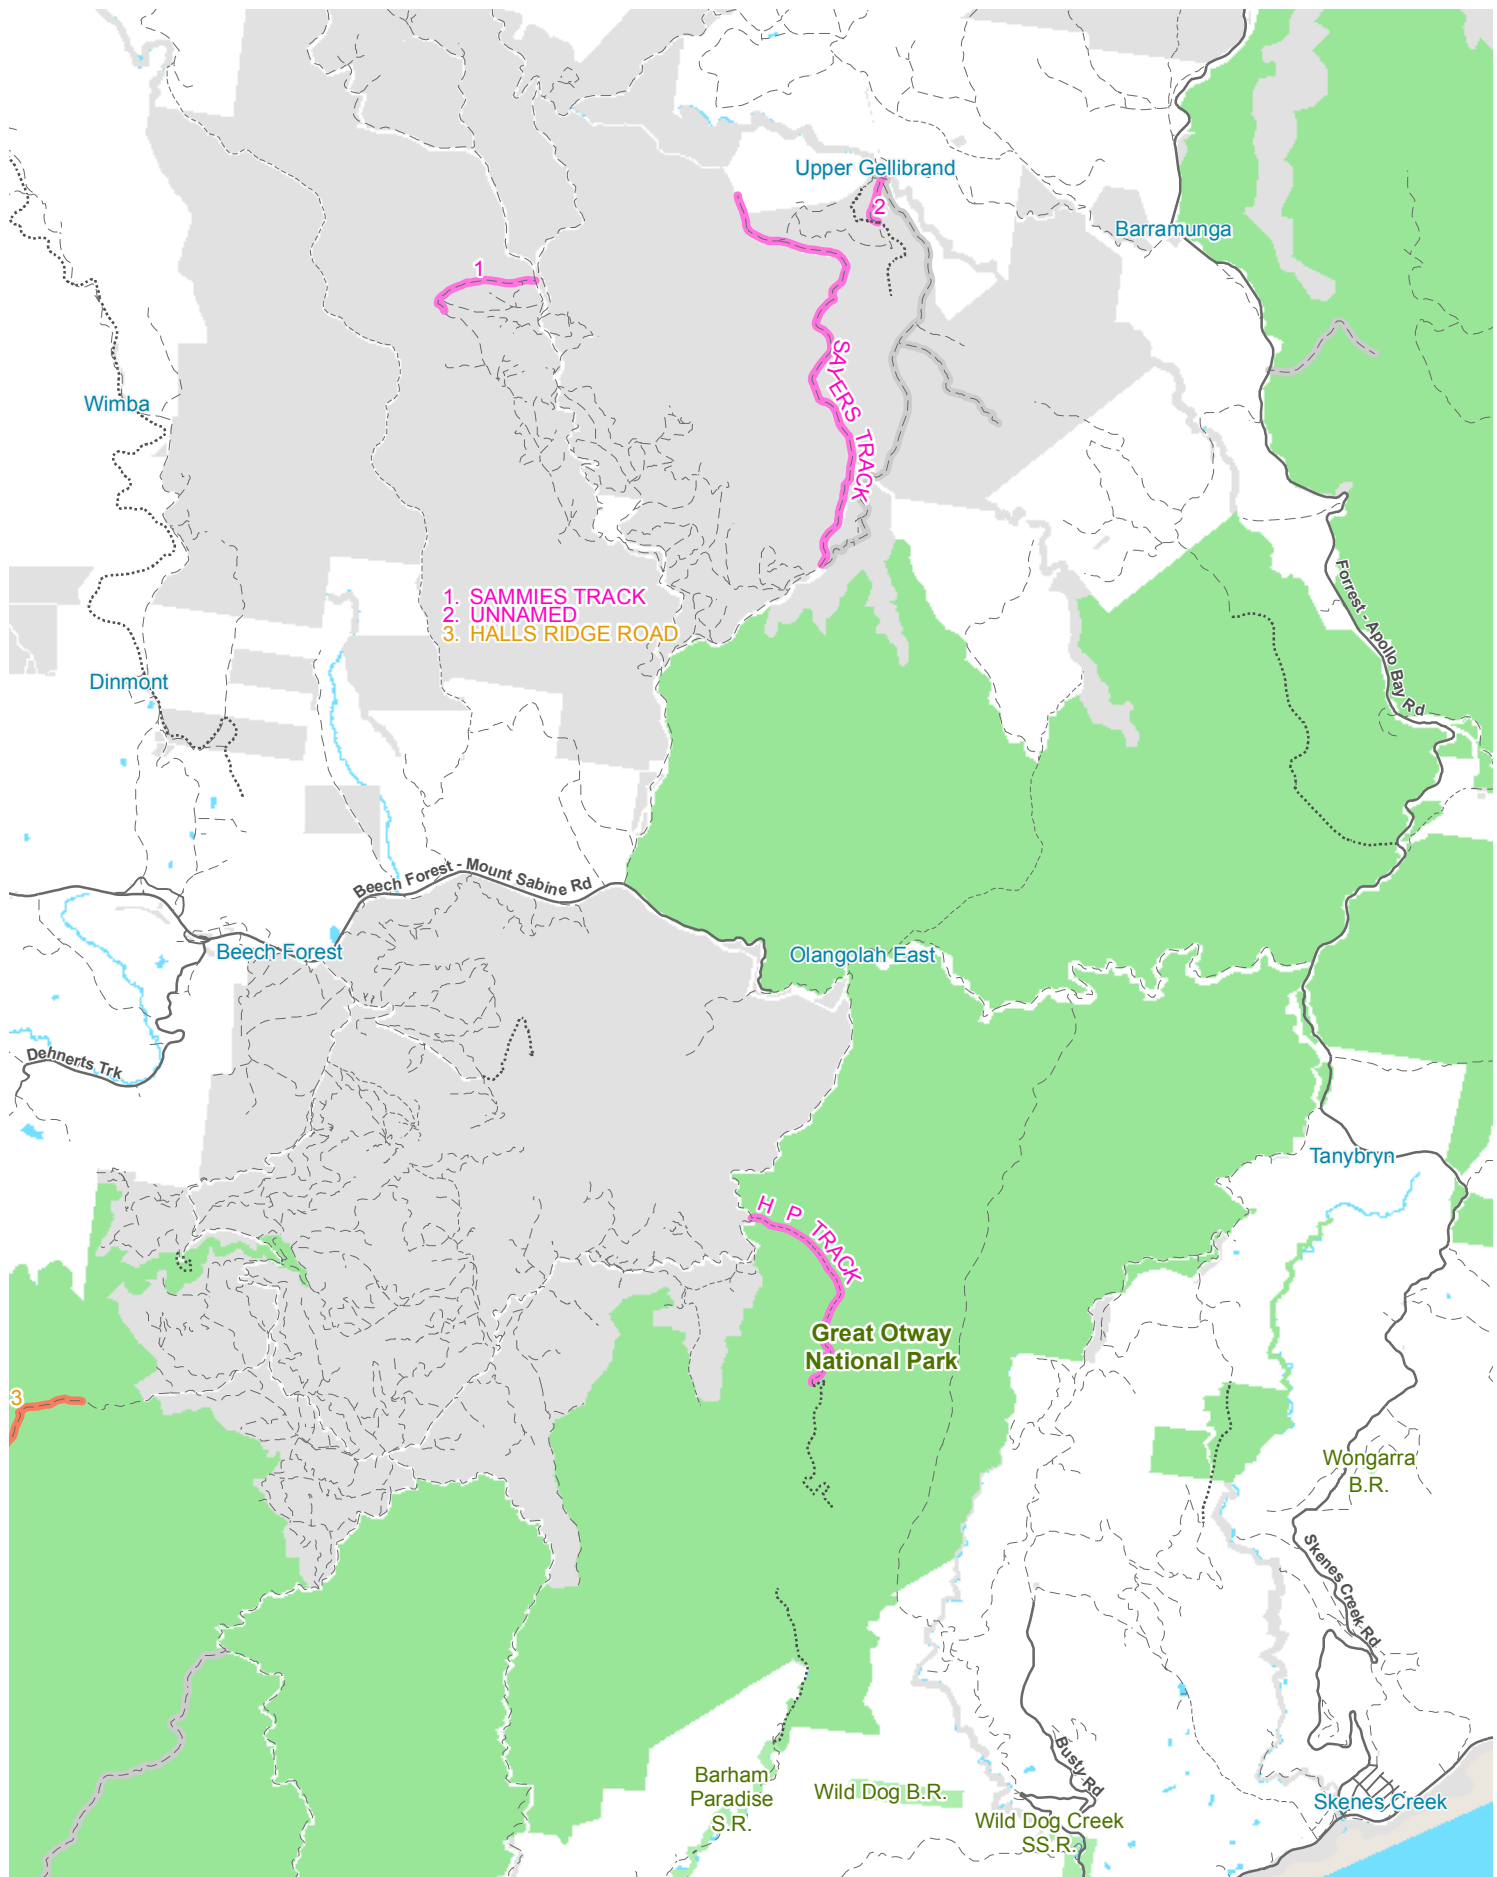 Upper Gellibrand
2
Barramunga
1
SAYERS TRACK
Wimba
1. SAMMIES TRACK
2. UNNAMED
3. HALLS RIDGE ROAD
Forrest - Apollo Bay Rd
Dinmont
Beech Forest - Mount Sabine Rd
Beech Forest
Olangolah East
Dehnerts Trk
Tanybryn
H P TRACK
Great Otway
National Park
3
Wongarra
B.R.
Skenes Creek Rd
Busty Rd
Barham
Paradise
S.R.
Wild Dog B.R.
Wild Dog Creek
SS.R.
Skenes Creek